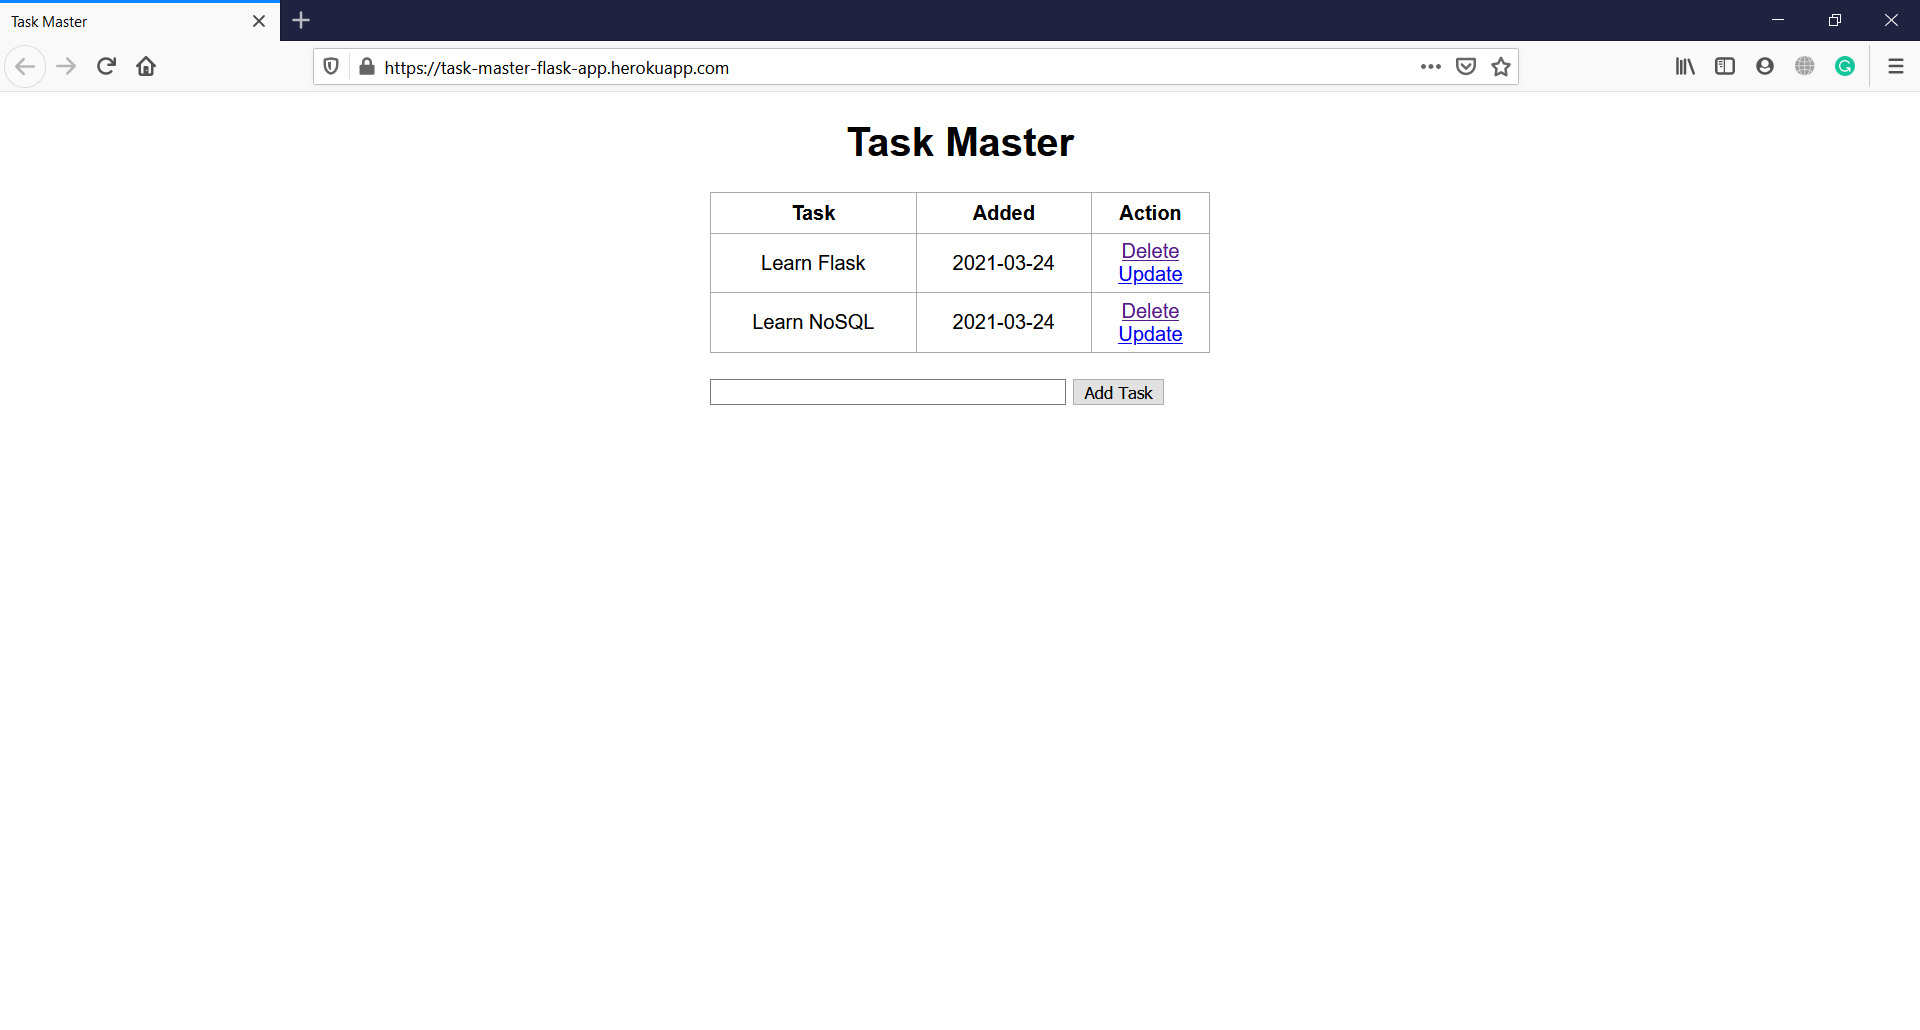 Task Master
https://task-master-flask-app.herokuapp.com
Task Master
Task Added Action
Learn Flask 2021-03-24 Delete
Update
Learn NoSQL 2021-03-24 Delete
Update
Add Task